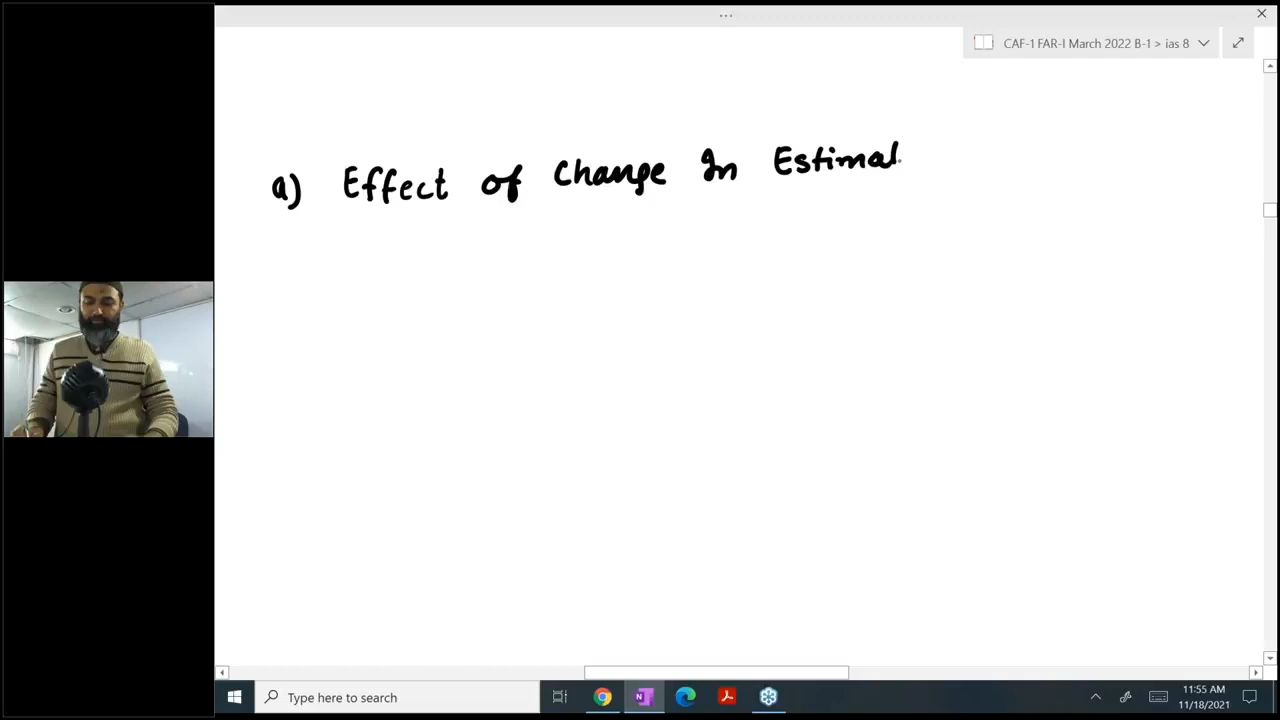 CAF-1 FAR-I March 2022 B-1 > ias 8
a) Effect of Change In Estimat
Type here to search
11:55 AM
11/18/2021